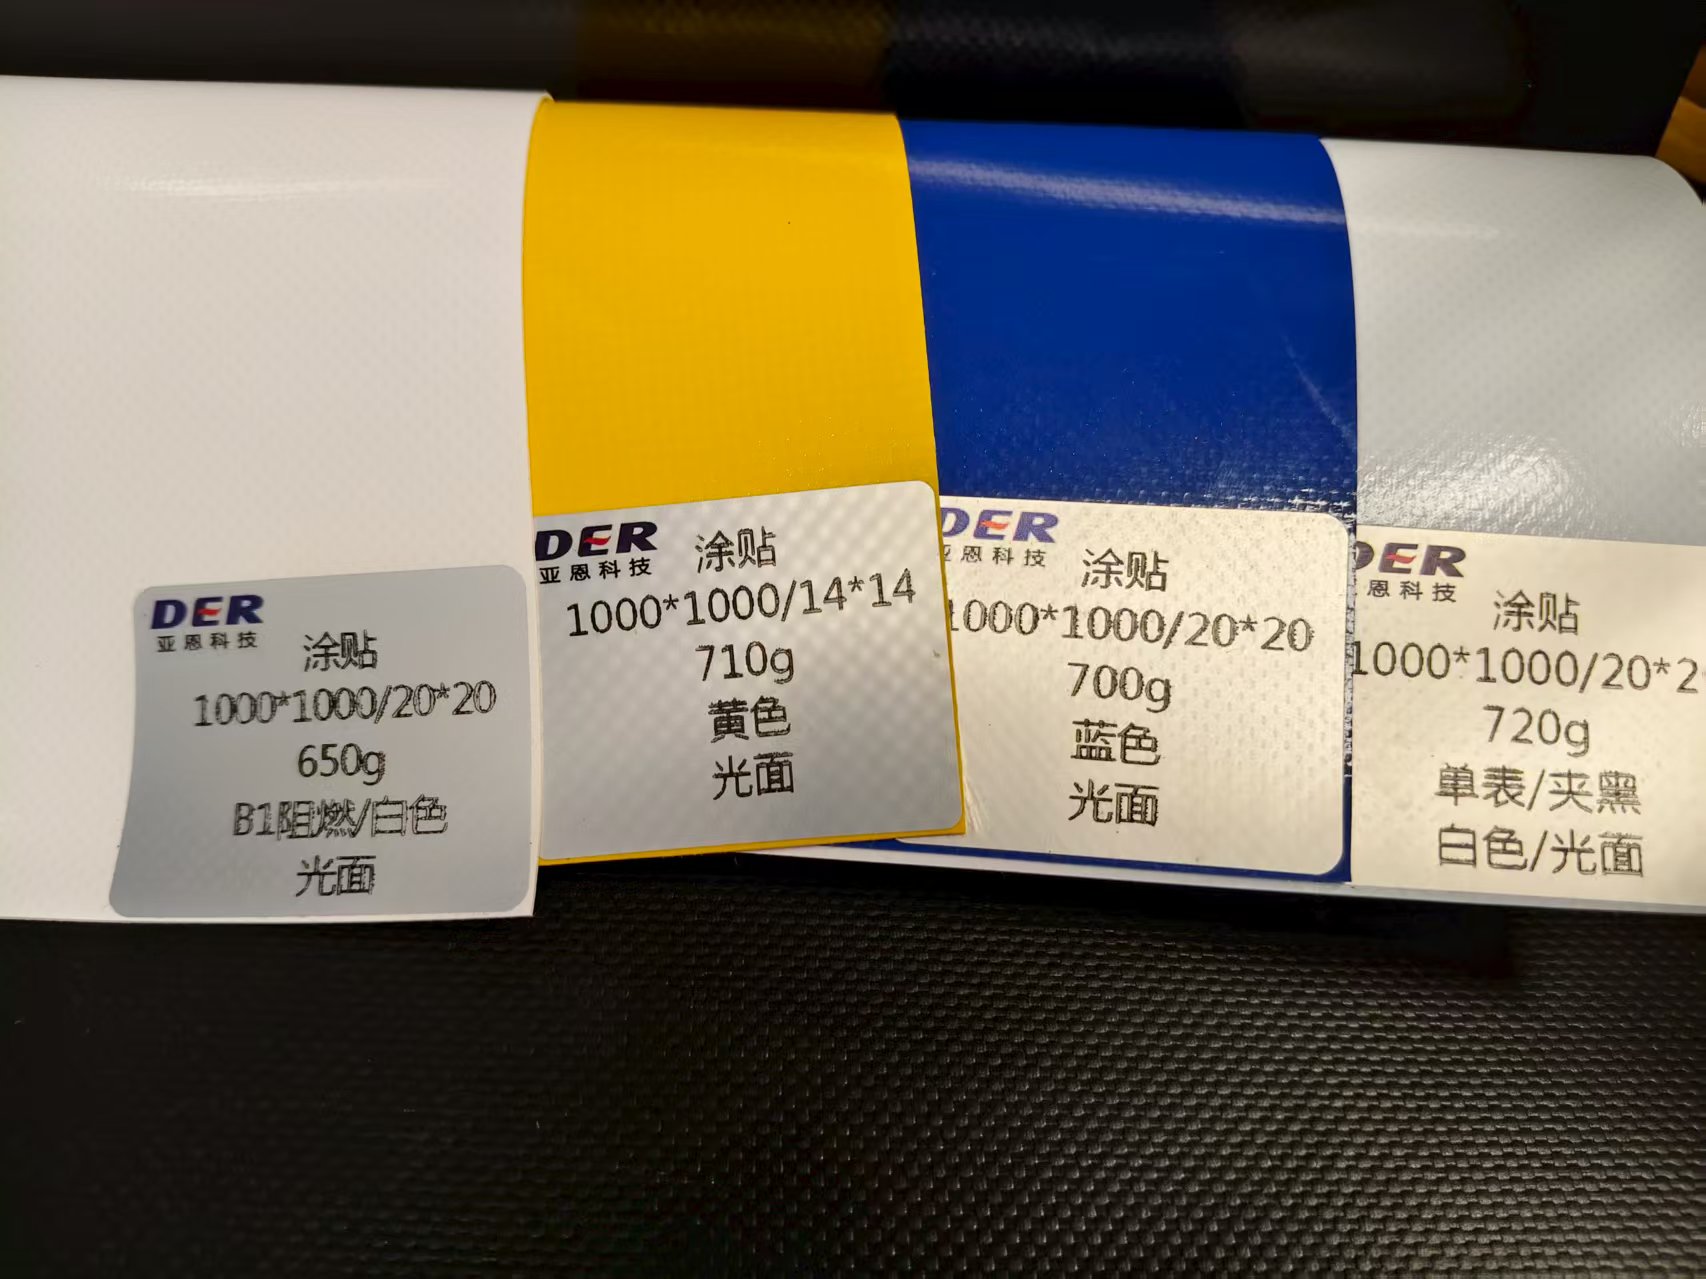 DER
亚恩科技
涂贴
1000*1000/20*20
650g
B1阻燃/白色
光面
DER
亚恩科技
涂贴
1000*1000/14*14
710g
黄色
光面
DER
恩科技
涂贴
1000*1000/20*20
700g
蓝色
光面
DER
恩科技
涂贴
1000*1000/20*2
720g
单表/夹黑
白色/光面